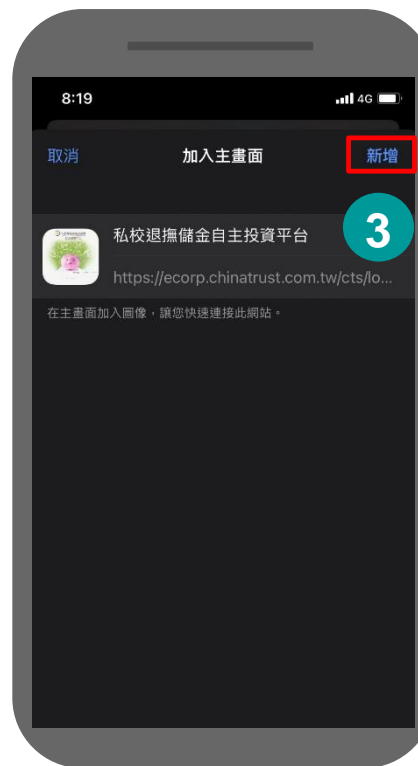 8:19
4G
取消
加入主畫面
新增
3
私校退撫儲金自主投資平台
https://ecorp.chinatrust.com.tw/cts/lo...
在主畫面加入圖像，讓您快速連接此網站。